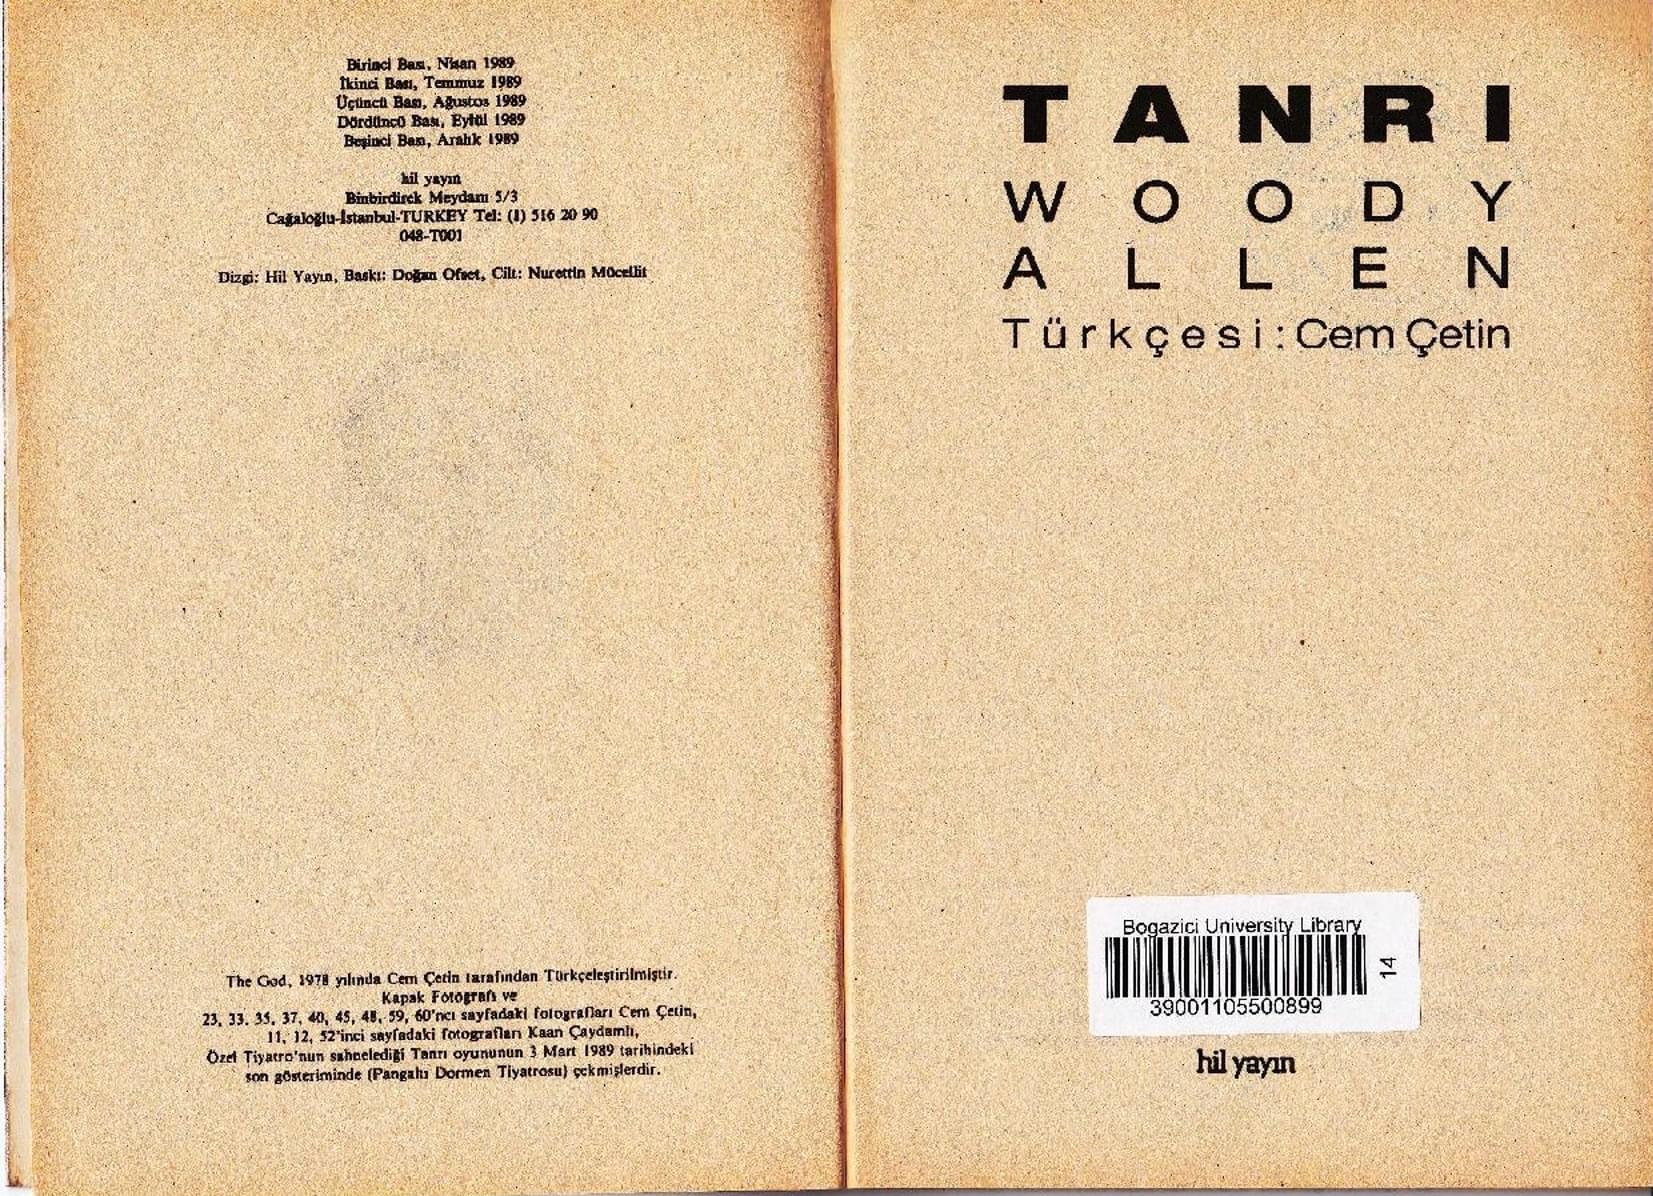 Birinci Bası, Nisan 1989
İkinci Bası, Temmuz 1989
Üçüncü Bası, Ağustos 1989
Dördüncü Bası, Eylül 1989
Beşinci Bası, Aralık 1989
hil yayın
Binbirdirek Meydanı 5/3
Cağaloğlu-İstanbul-TURKEY Tel: (1) 516 20 90
048-T001
Dizgi: Hil Yayın, Baskı: Doğan Ofset, Cilt: Nurettin Mücellit
The God, 1978 yılında Cem Çetin tarafından Türkçeleştirilmiştir.
Kapak Fotografı ve
23, 33, 35, 37, 40, 45, 48, 59, 60'ncı sayfadaki fotografları Cem Çetin,
11, 12, 52'inci sayfadaki fotografları Kaan Çaydamlı,
Özel Tiyatro'nun sahnelediği Tanrı oyununun 3 Mart 1989 tarihindeki
son gösteriminde (Pangaltı Dormen Tiyatrosu) çekmişlerdir.
TANRI
WOODY
ALLEN
Türkçesi: Cem Çetin
Bogazici University Library
39001105500899
14
hil yayın